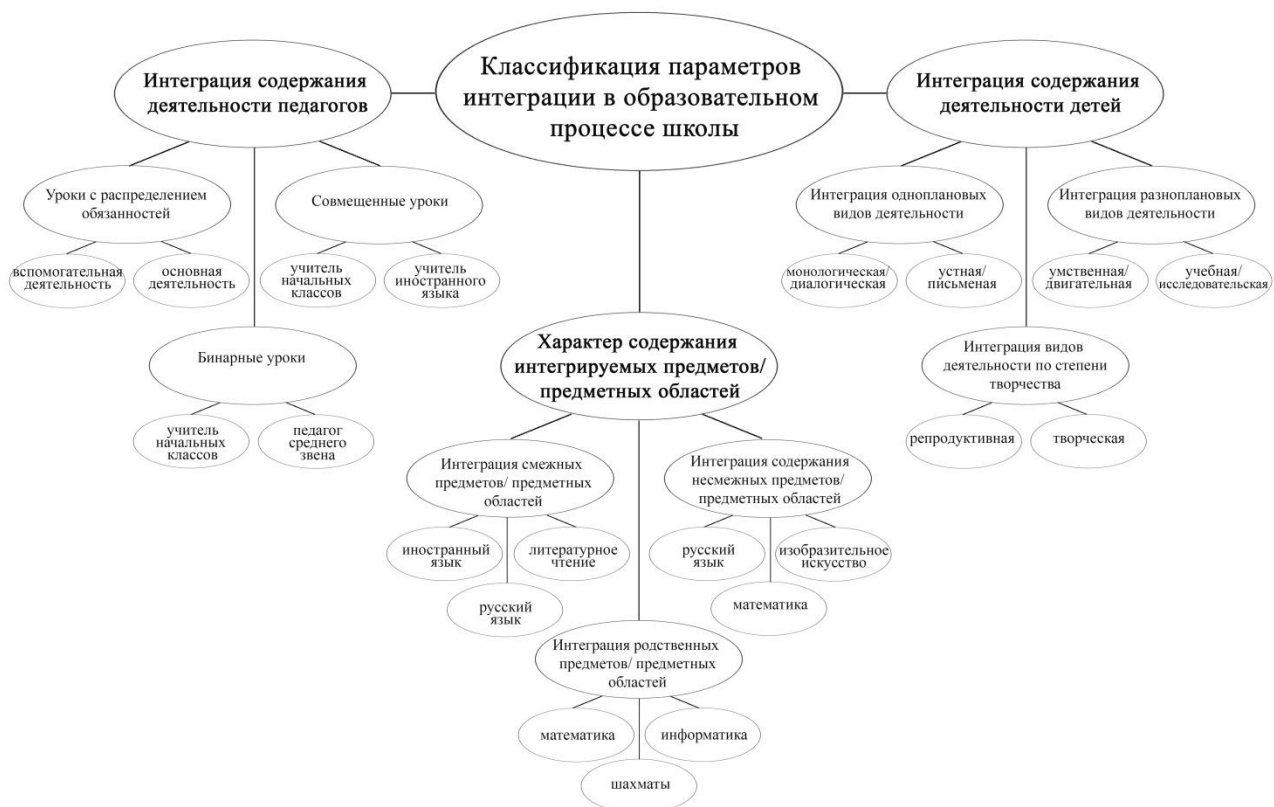 Классификация параметров
интеграции в образовательном
процессе школы
Интеграция содержания
деятельности педагогов
Интеграция содержания
деятельности детей
Уроки с распределением
обязанностей
Совмещенные уроки
вспомогательная
деятельность
основная
деятельность
учитель
начальных
классов
учитель
иностранного
языка
Бинарные уроки
учитель
начальных
классов
педагог
среднего
звена
Интеграция одноплановых
видов деятельности
Интеграция разноплановых
видов деятельности
монологическая/
диалогическая
устная/
письменая
умственная/
двигательная
учебная/
исследовательская
Интеграция видов
деятельности по степени
творчества
репродуктивная
творческая
Характер содержания
интегрируемых предметов/
предметных областей
Интеграция смежных
предметов/ предметных
областей
Интеграция содержания
несмежных предметов/
предметных областей
иностранный
язык
литературное
чтение
русский
язык
русский
язык
изобразительное
искусство
математика
Интеграция родственных
предметов/ предметных
областей
математика
информатика
шахматы